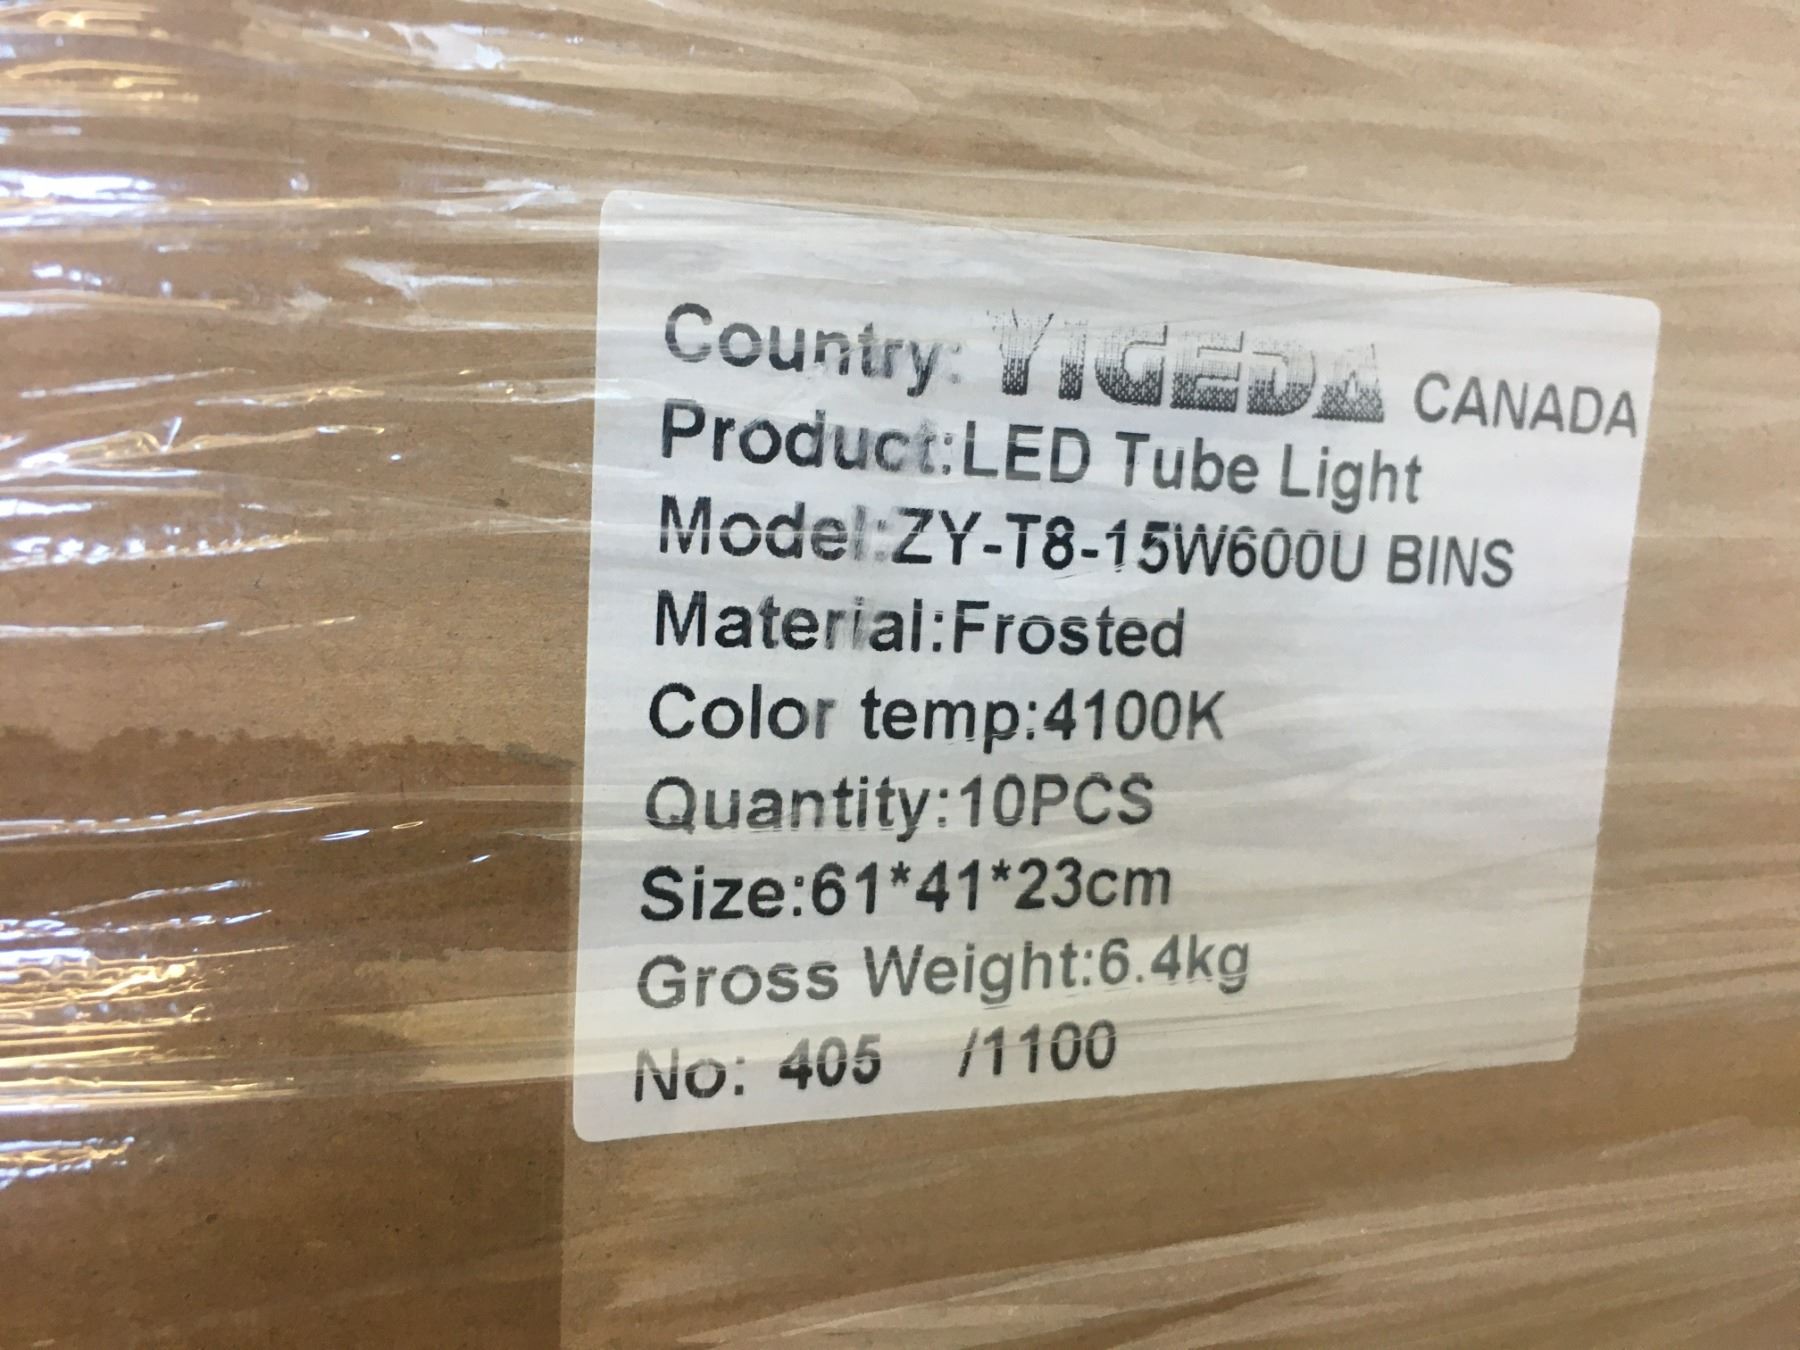 Country: YIGEDA CANADA
Product:LED Tube Light
Model:ZY-T8-15W600U BINS
Material:Frosted
Color temp:4100K
Quantity:10PCS
Size:61*41*23cm
Gross Weight:6.4kg
No: 405 /1100